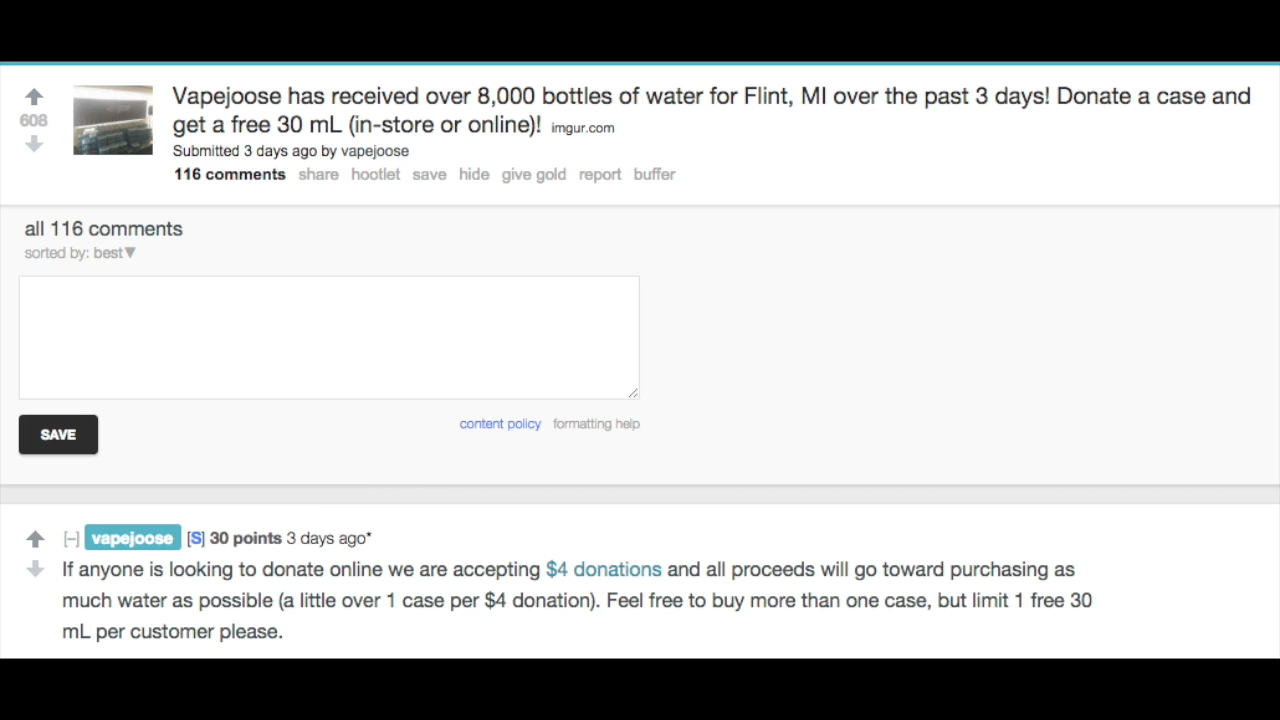 Vapejoose has received over 8,000 bottles of water for Flint, MI over the past 3 days! Donate a case and
608
get a free 30 mL (in-store or online)! imgur.com
Submitted 3 days ago by vapejoose
116 comments share hootlet save hide give gold report buffer
all 116 comments
sorted by: best▼
SAVE
content policy formatting help
[–] vapejoose [S] 30 points 3 days ago*
If anyone is looking to donate online we are accepting $4 donations and all proceeds will go toward purchasing as
much water as possible (a little over 1 case per $4 donation). Feel free to buy more than one case, but limit 1 free 30
mL per customer please.